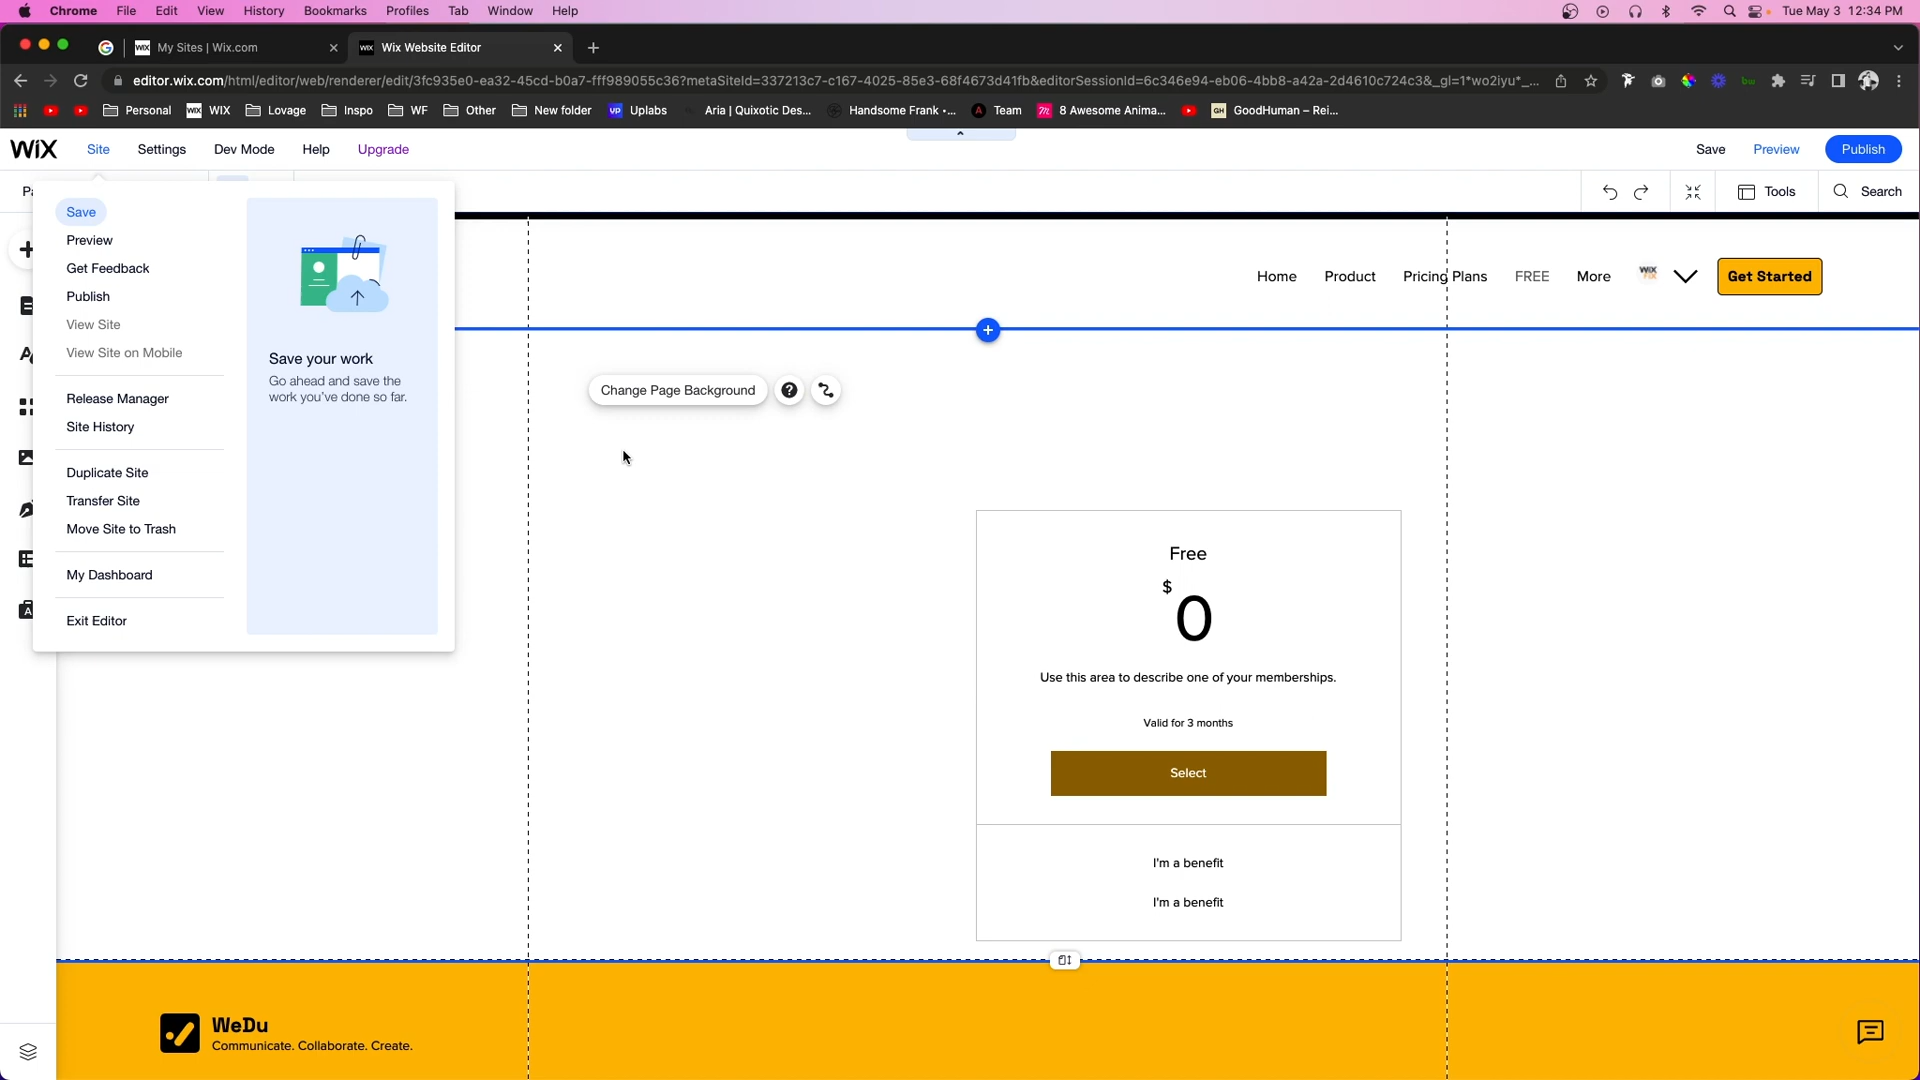 Chrome File Edit View History Bookmarks Profiles Tab Window Help Tue May 3 12:34 PM
My Sites | Wix.com Wix Website Editor
editor.wix.com/html/editor/web/renderer/edit/3fc935e0-ea32-45cd-b0a7-fff989055c36?metaSiteId=337213c7-c167-4025-85e3-68f4673d41fb&editorSessionId=6c346e94-eb06-4bb8-a42a-2d4610c724c3&_gl=1*wo2iyu*_...
Personal WIX Lovage Inspo WF Other New folder Uplabs Aria | Quixotic Des... Handsome Frank •... Team 8 Awesome Anima... GoodHuman – Rei...
WiX Site Settings Dev Mode Help Upgrade Save Preview Publish
Tools Search
Save
Preview
Get Feedback
Publish
View Site
View Site on Mobile
Release Manager
Site History
Duplicate Site
Transfer Site
Move Site to Trash
My Dashboard
Exit Editor
Save your work
Go ahead and save the
work you've done so far.
Home Product Pricing Plans FREE More WIX FIX Get Started
Change Page Background
Free
$
0
Use this area to describe one of your memberships.
Valid for 3 months
Select
I'm a benefit
I'm a benefit
WeDu
Communicate. Collaborate. Create.